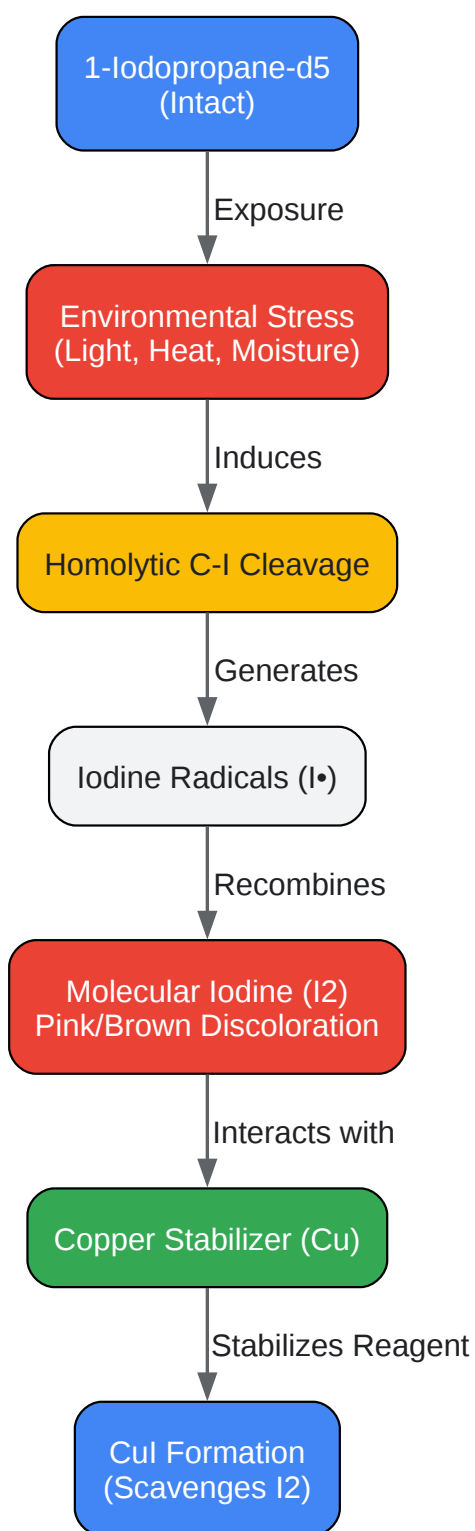 1-Iodopropane-d5
(Intact)
Exposure
Environmental Stress
(Light, Heat, Moisture)
Induces
Homolytic C-I Cleavage
Generates
Iodine Radicals (I•)
Recombines
Molecular Iodine (I2)
Pink/Brown Discoloration
Interacts with
Copper Stabilizer (Cu)
Stabilizes Reagent
CuI Formation
(Scavenges I2)